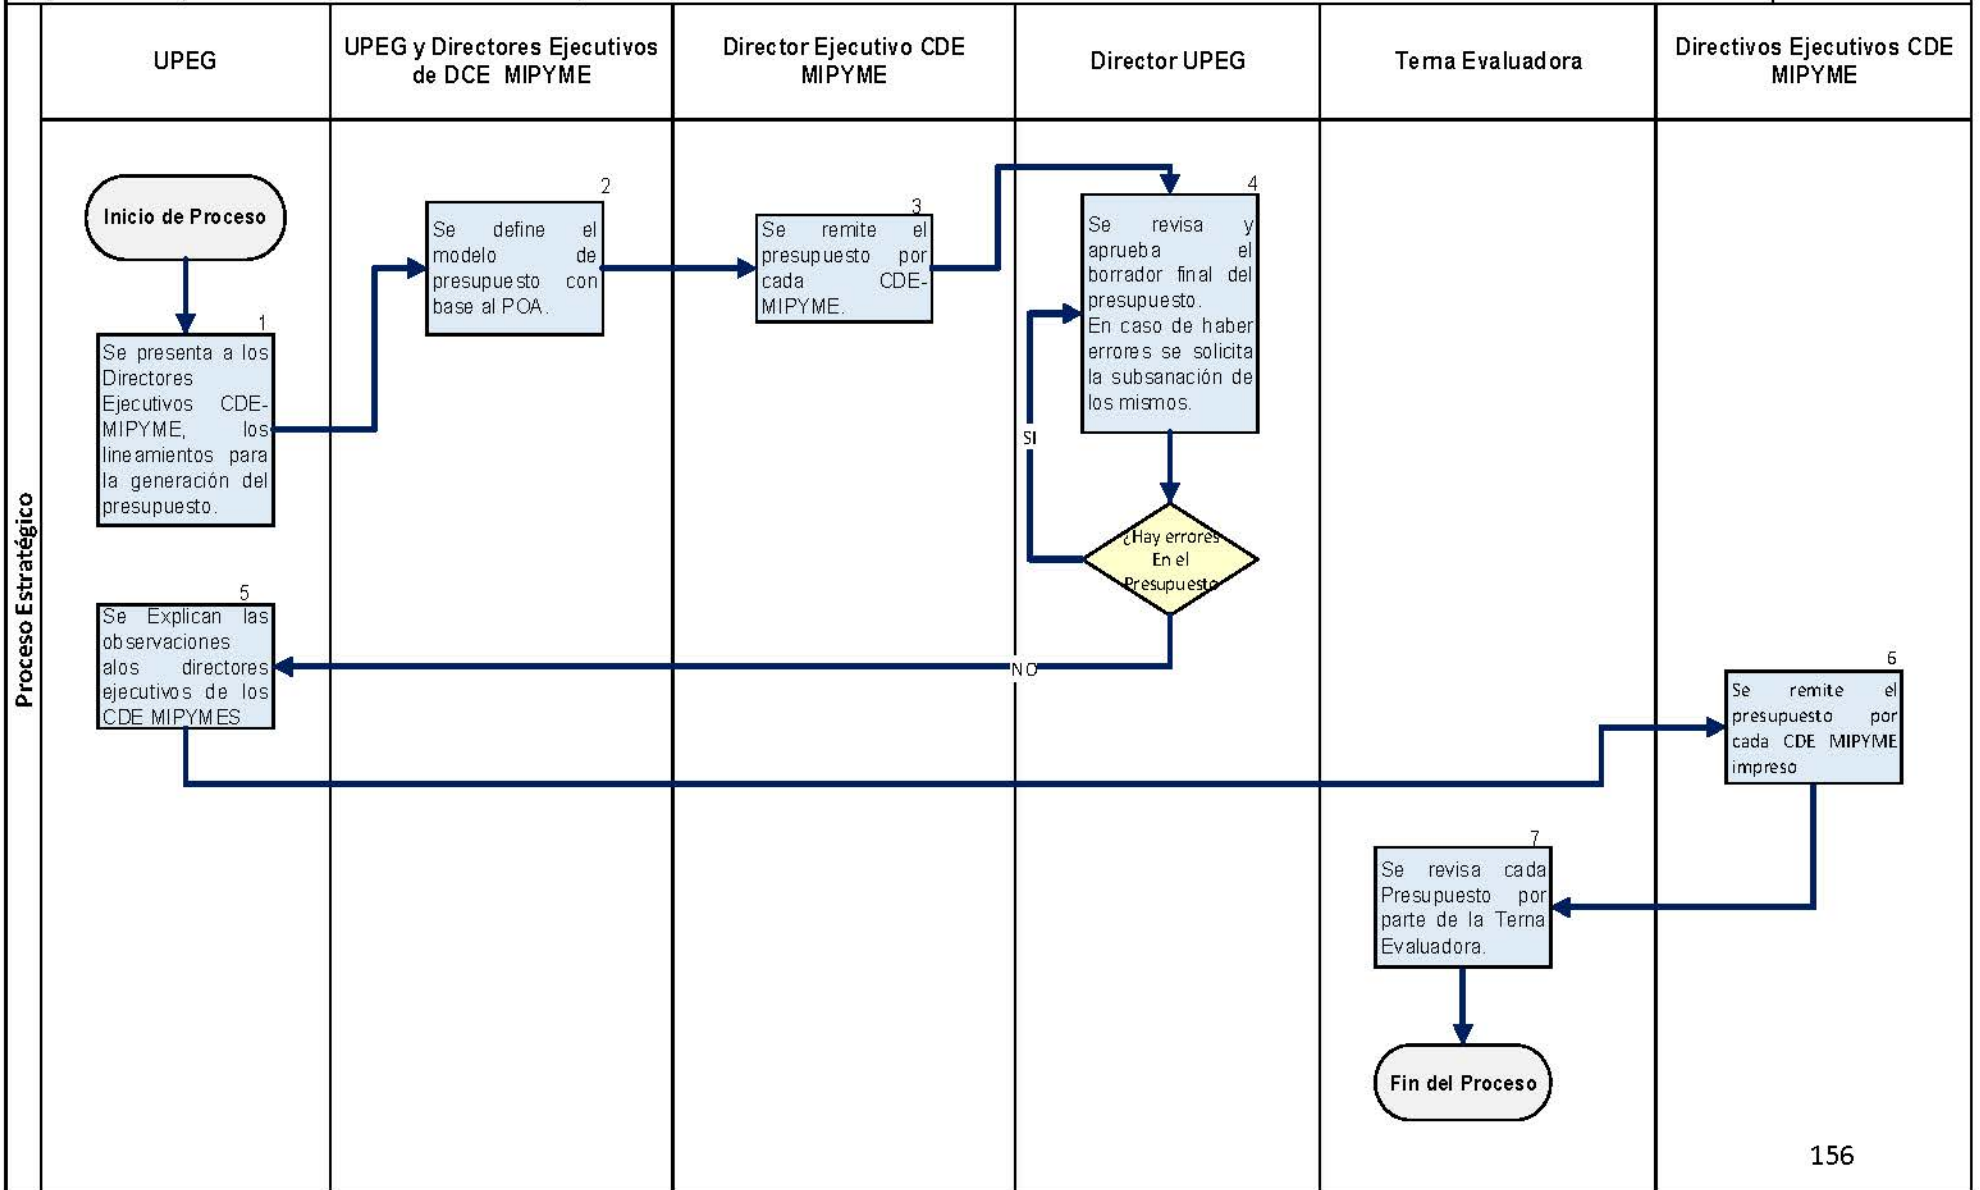 UPEG
UPEG y Directores Ejecutivos
de DCE MIPYME
Director Ejecutivo CDE
MIPYME
Director UPEG
Terna Evaluadora
Directivos Ejecutivos CDE
MIPYME
Proceso Estratégico
Inicio de Proceso
1
Se presenta a los
Directores
Ejecutivos CDE-
MIPYME, los
lineamientos para
la generación del
presupuesto.
2
Se define el
modelo de
presupuesto con
base al POA.
3
Se remite el
presupuesto por
cada CDE-
MIPYME.
4
Se revisa y
aprueba el
borrador final del
presupuesto.
En caso de haber
errores se solicita
la subsanación de
los mismos.
SI
¿Hay errores
En el
Presupuesto
NO
5
Se Explican las
observaciones
alos directores
ejecutivos de los
CDE MIPYMES
6
Se remite el
presupuesto por
cada CDE MIPYME
impreso
7
Se revisa cada
Presupuesto por
parte de la Terna
Evaluadora.
Fin del Proceso
156